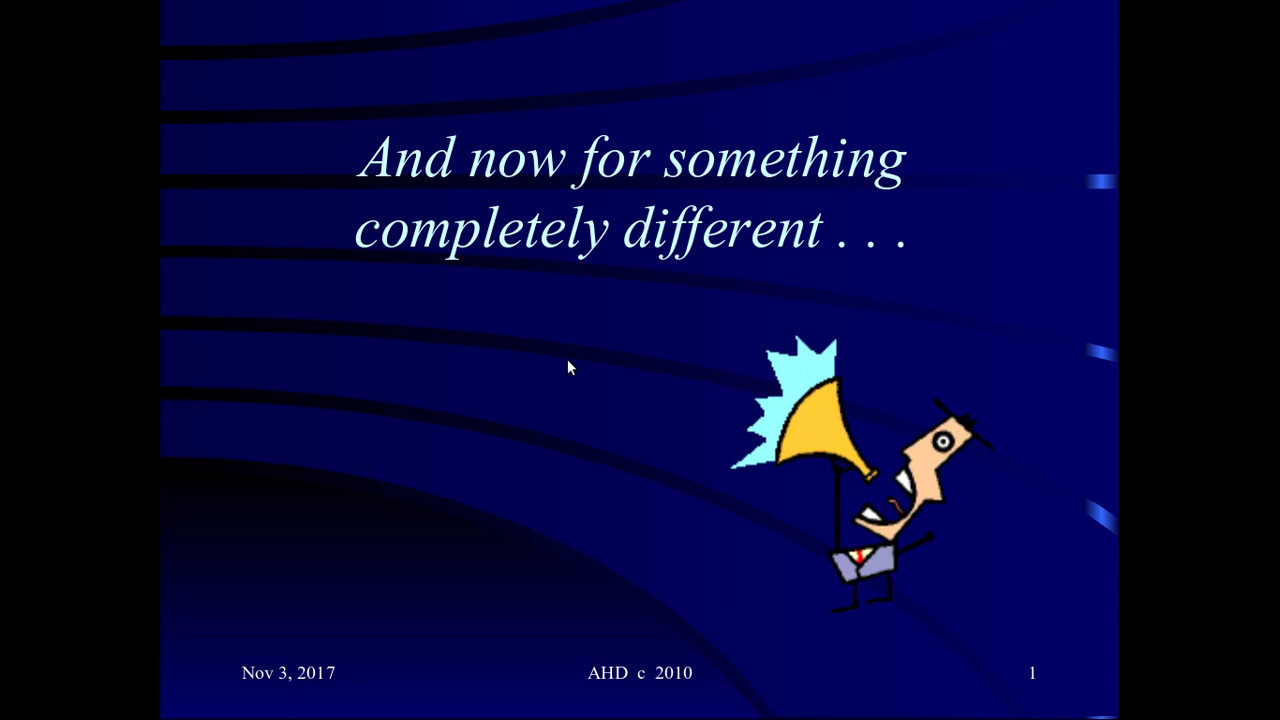 And now for something
completely different . . .
Nov 3, 2017
AHD c 2010
1